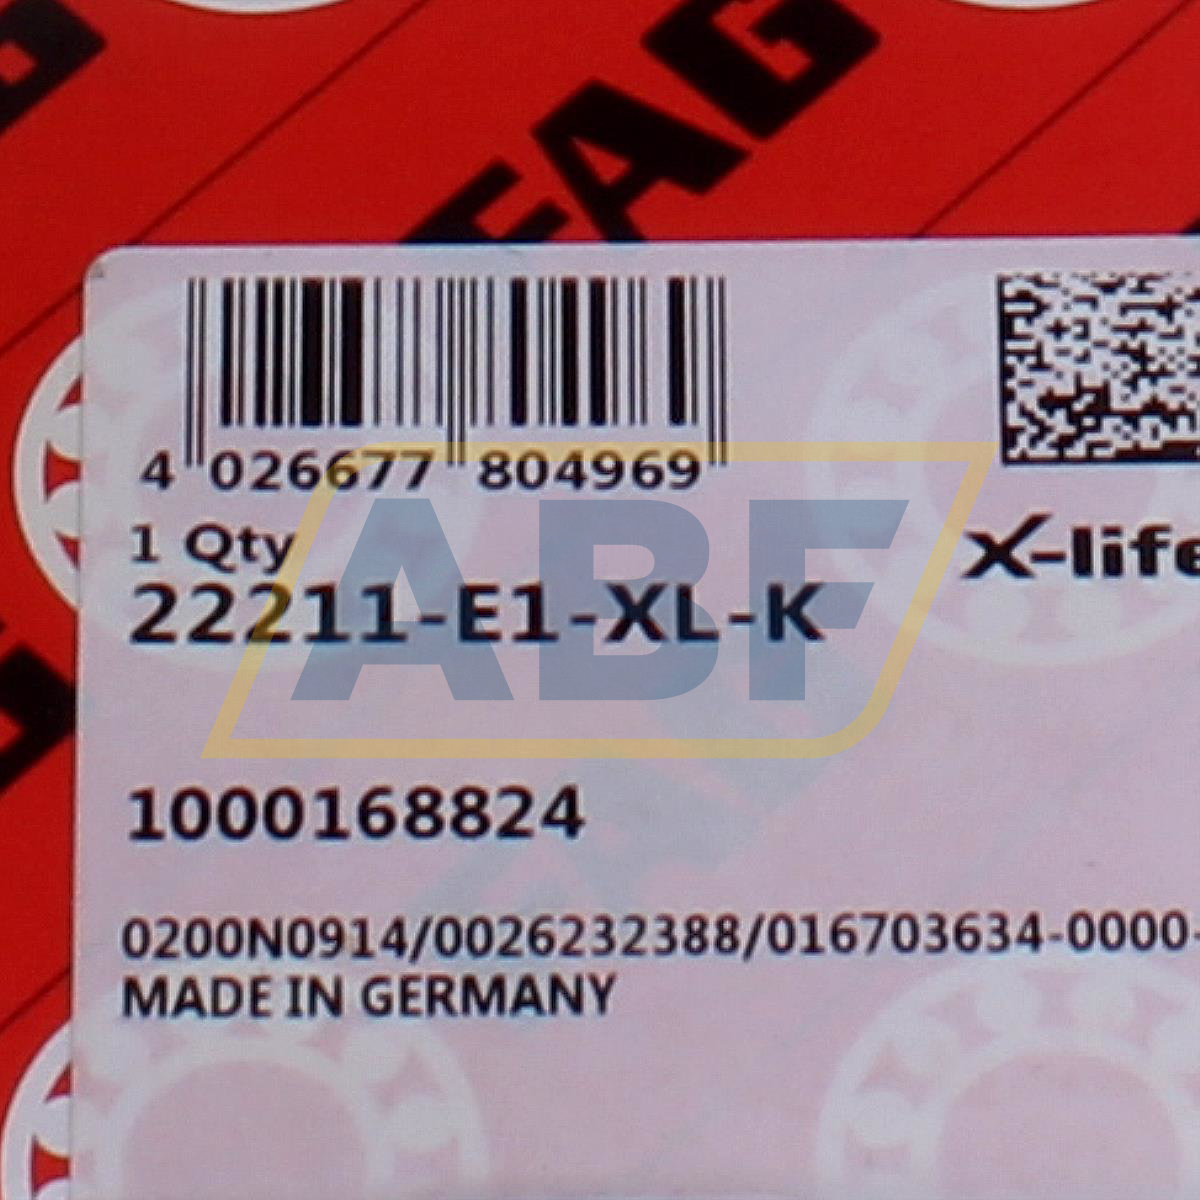 FAG
4 026677 804969
1 Qty
X-life
22211-E1-XL-K
ABF
1000168824
0200N0914/0026232388/016703634-0000-
MADE IN GERMANY